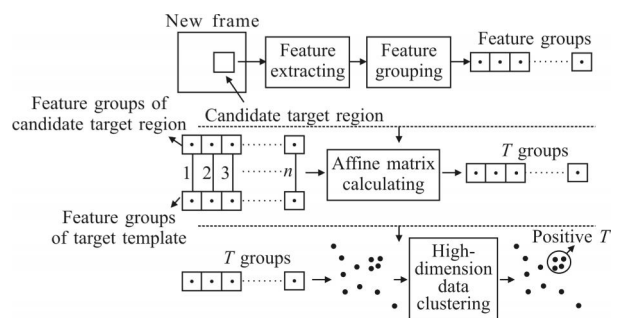 New frame
Feature
extracting
Feature
grouping
Feature groups
Candidate target region
Feature groups of
candidate target region
1 2 3 n
Affine matrix
calculating
T groups
Feature groups
of target template
T groups
High-
dimension
data
clustering
Positive T